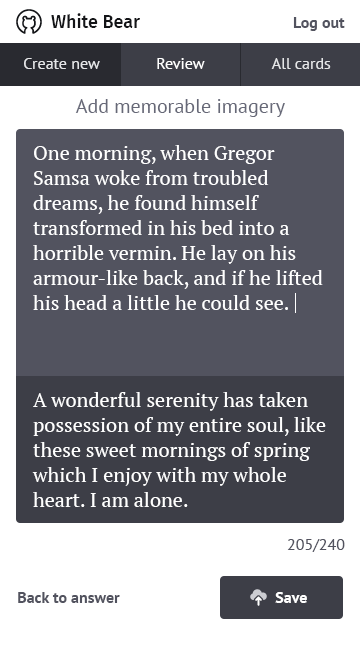 White Bear
Log out
Create new
Review
All cards
Add memorable imagery
One morning, when Gregor
Samsa woke from troubled
dreams, he found himself
transformed in his bed into a
horrible vermin. He lay on his
armour-like back, and if he lifted
his head a little he could see.
A wonderful serenity has taken
possession of my entire soul, like
these sweet mornings of spring
which I enjoy with my whole
heart. I am alone.
205/240
Back to answer
Save